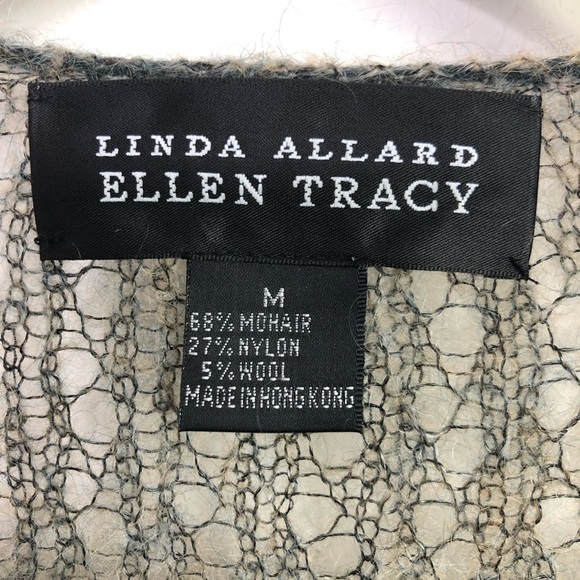 LINDA ALLARD
ELLEN TRACY
M
68% MOHAIR
27% NYLON
5% WOOL
MADE IN HONG KONG